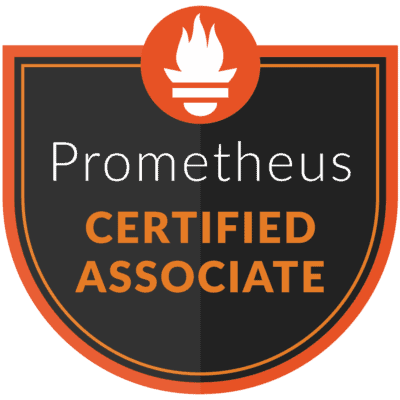 Prometheus
CERTIFIED
ASSOCIATE